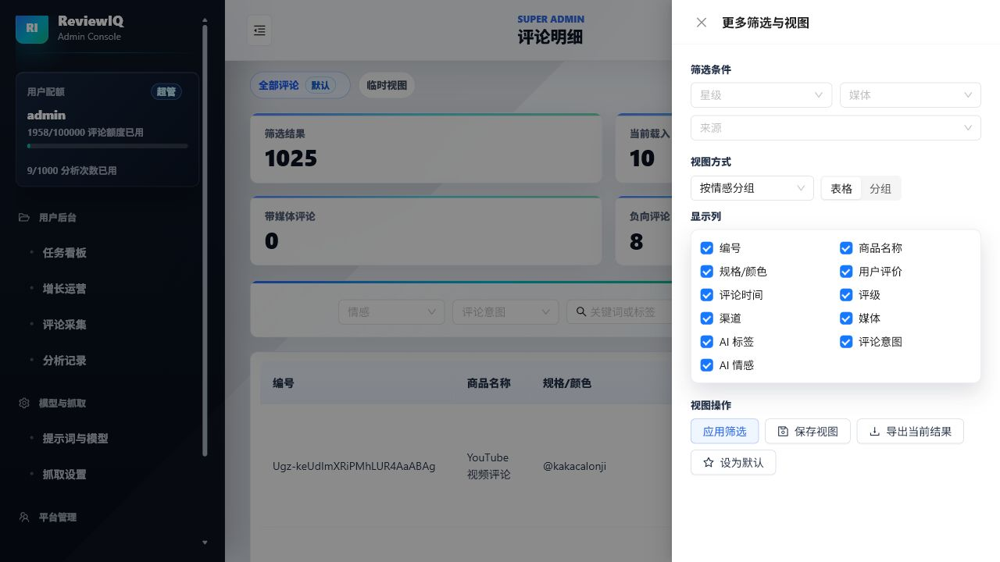 RI
ReviewIQ
Admin Console
用户配额
超管
admin
1958/100000 评论额度已用
9/1000 分析次数已用
用户后台
任务看板
增长运营
评论采集
分析记录
模型与抓取
提示词与模型
抓取设置
平台管理
SUPER ADMIN
评论明细
全部评论 默认
临时视图
筛选结果
1025
当前载入
10
带媒体评论
0
负向评论
8
情感
评论意图
关键词或标签
编号
商品名称
规格/颜色
Ugz-keUdImXRiPMhLUR4AaABAg
YouTube
视频评论
@kakacalonji
更多筛选与视图
筛选条件
星级
媒体
来源
视图方式
按情感分组
表格
分组
显示列
编号
商品名称
规格/颜色
用户评价
评论时间
评级
渠道
媒体
AI 标签
评论意图
AI 情感
视图操作
应用筛选
保存视图
导出当前结果
设为默认